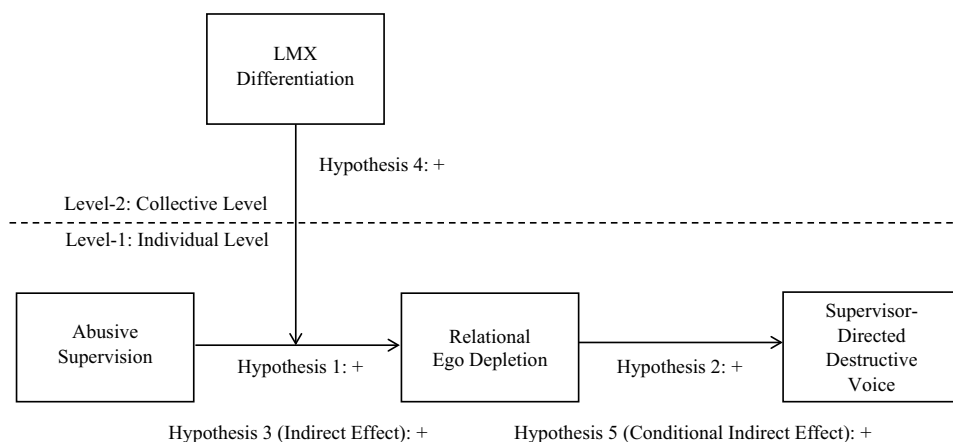 LMX
Differentiation
Hypothesis 4: +
Level-2: Collective Level
Level-1: Individual Level
Abusive
Supervision
Hypothesis 1: +
Relational
Ego Depletion
Hypothesis 2: +
Supervisor-
Directed
Destructive
Voice
Hypothesis 3 (Indirect Effect): +
Hypothesis 5 (Conditional Indirect Effect): +